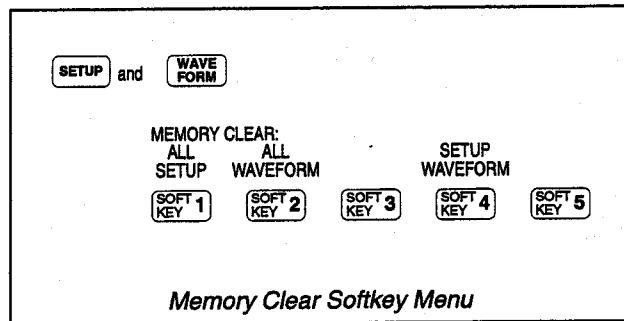 SETUP and WAVE FORM
MEMORY CLEAR:
ALL SETUP ALL WAVEFORM SETUP WAVEFORM
SOFT KEY 1 SOFT KEY 2 SOFT KEY 3 SOFT KEY 4 SOFT KEY 5
Memory Clear Softkey Menu